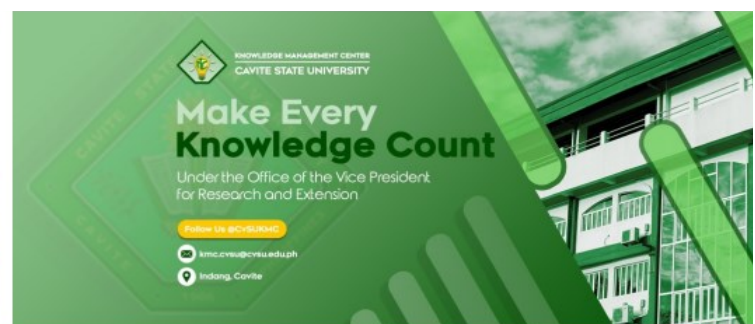 KNOWLEDGE MANAGEMENT CENTER
CAVITE STATE UNIVERSITY
Make Every
Knowledge Count
Under the Office of the Vice President
for Research and Extension
Follow Us @CvSUKMC
kmc.cvsu@cvsu.edu.ph
Indang, Cavite